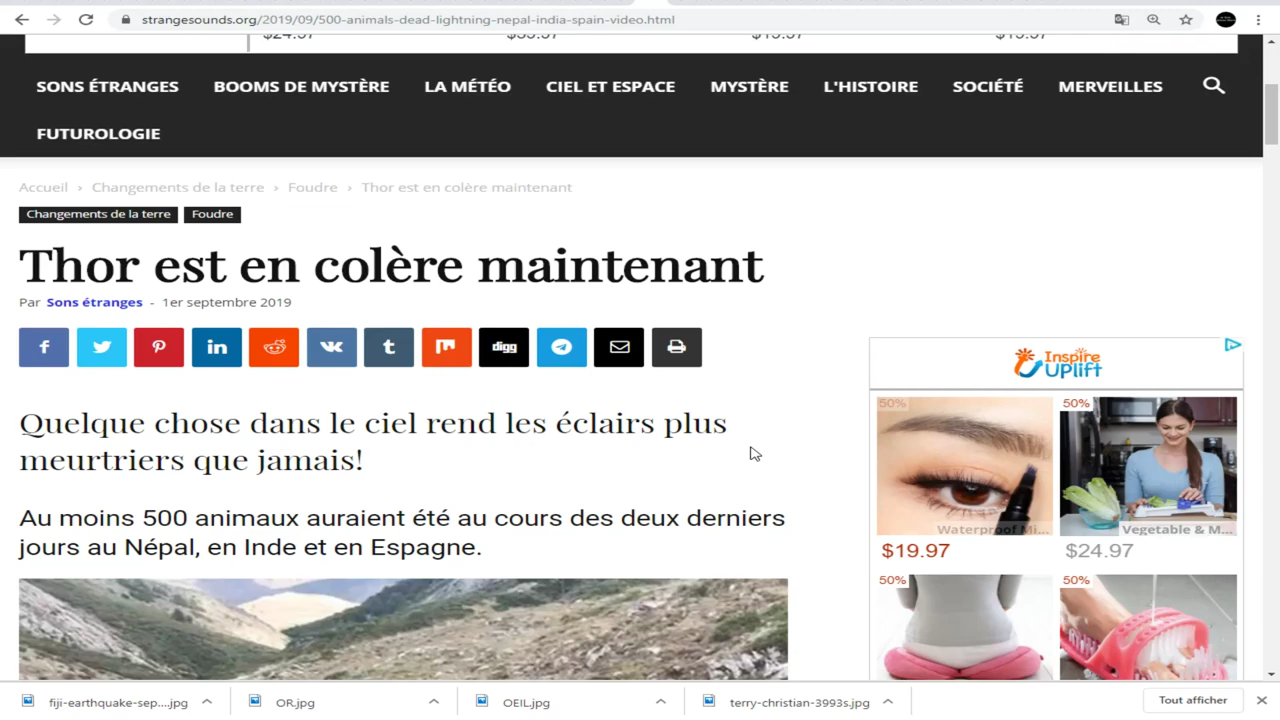 strangesounds.org/2019/09/500-animals-dead-lightning-nepal-india-spain-video.html
SONS ÉTRANGES BOOMS DE MYSTÈRE LA MÉTÉO CIEL ET ESPACE MYSTÈRE L'HISTOIRE SOCIÉTÉ MERVEILLES
FUTUROLOGIE
Accueil › Changements de la terre › Foudre › Thor est en colère maintenant
Changements de la terre Foudre
Thor est en colère maintenant
Par Sons étranges - 1er septembre 2019
digg
Inspire
Uplift
Quelque chose dans le ciel rend les éclairs plus
meurtriers que jamais!
Au moins 500 animaux auraient été au cours des deux derniers
jours au Népal, en Inde et en Espagne.
50% 50%
Waterproof Mi... Vegetable & M...
$19.97 $24.97
50% 50%
fiji-earthquake-sep....jpg OR.jpg OEIL.jpg terry-christian-3993s.jpg Tout afficher